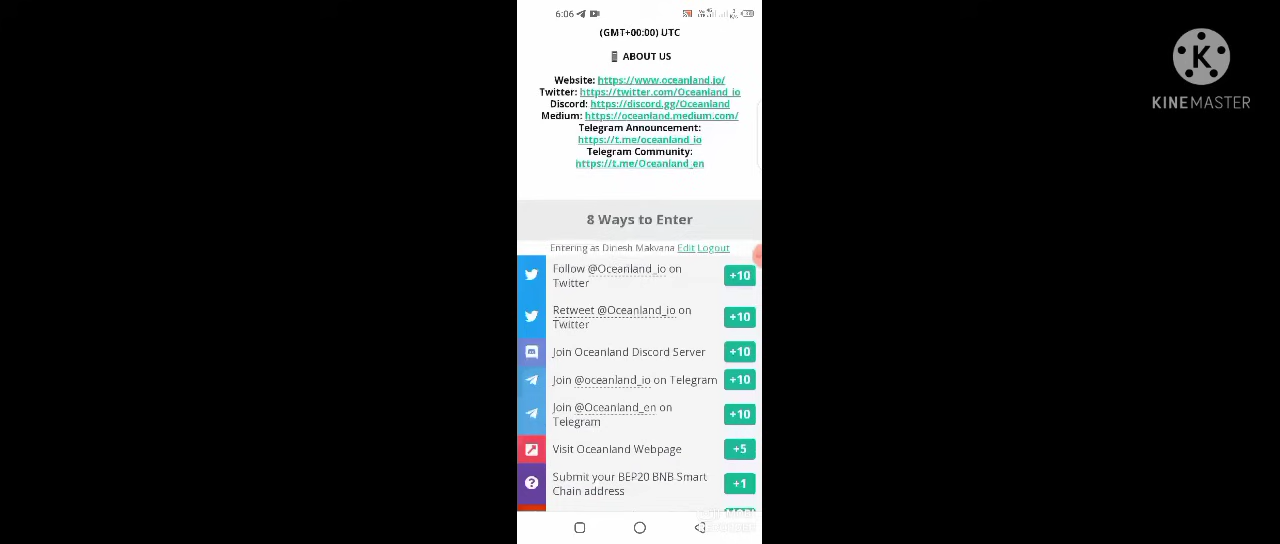 6:06
(GMT+00:00) UTC
ABOUT US
Website: https://www.oceanland.io/
Twitter: https://twitter.com/Oceanland_io
Discord: https://discord.gg/Oceanland
Medium: https://oceanland.medium.com/
Telegram Announcement:
https://t.me/oceanland_io
Telegram Community:
https://t.me/Oceanland_en
8 Ways to Enter
Entering as Dinesh Makvana Edit Logout
Follow @Oceanland_io on
Twitter
+10
Retweet @Oceanland_io on
Twitter
+10
Join Oceanland Discord Server
+10
Join @oceanland_io on Telegram
+10
Join @Oceanland_en on
Telegram
+10
Visit Oceanland Webpage
+5
Submit your BEP20 BNB Smart
Chain address
+1
K
KINEMASTER